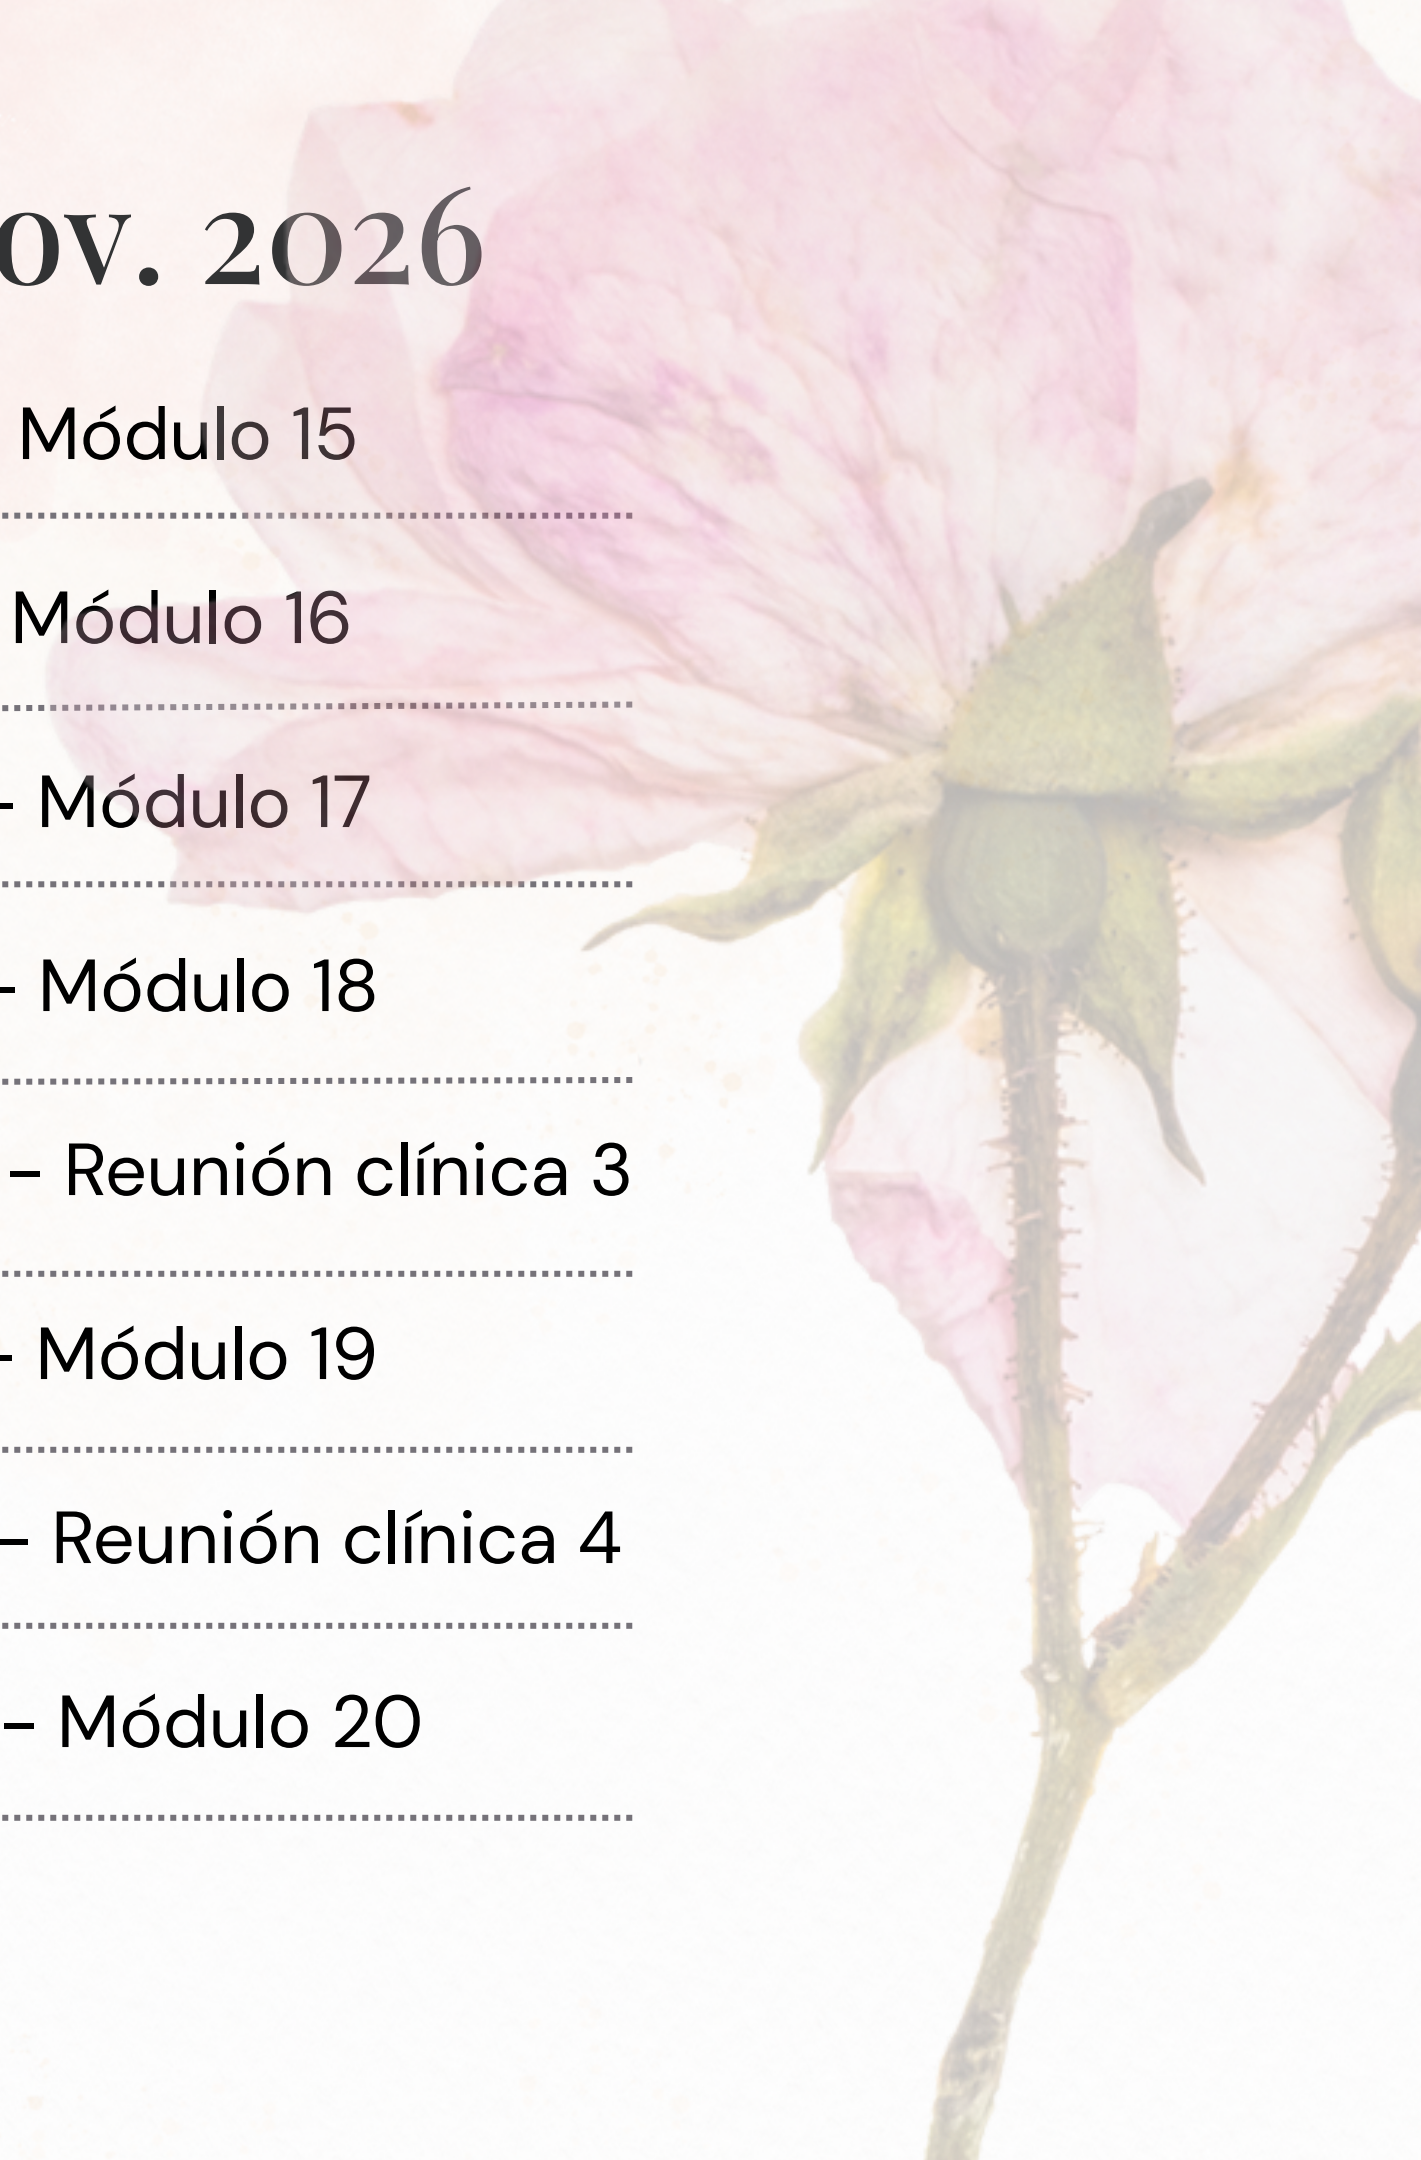 ov. 2026
Módulo 15
Módulo 16
- Módulo 17
- Módulo 18
- Reunión clínica 3
- Módulo 19
- Reunión clínica 4
- Módulo 20